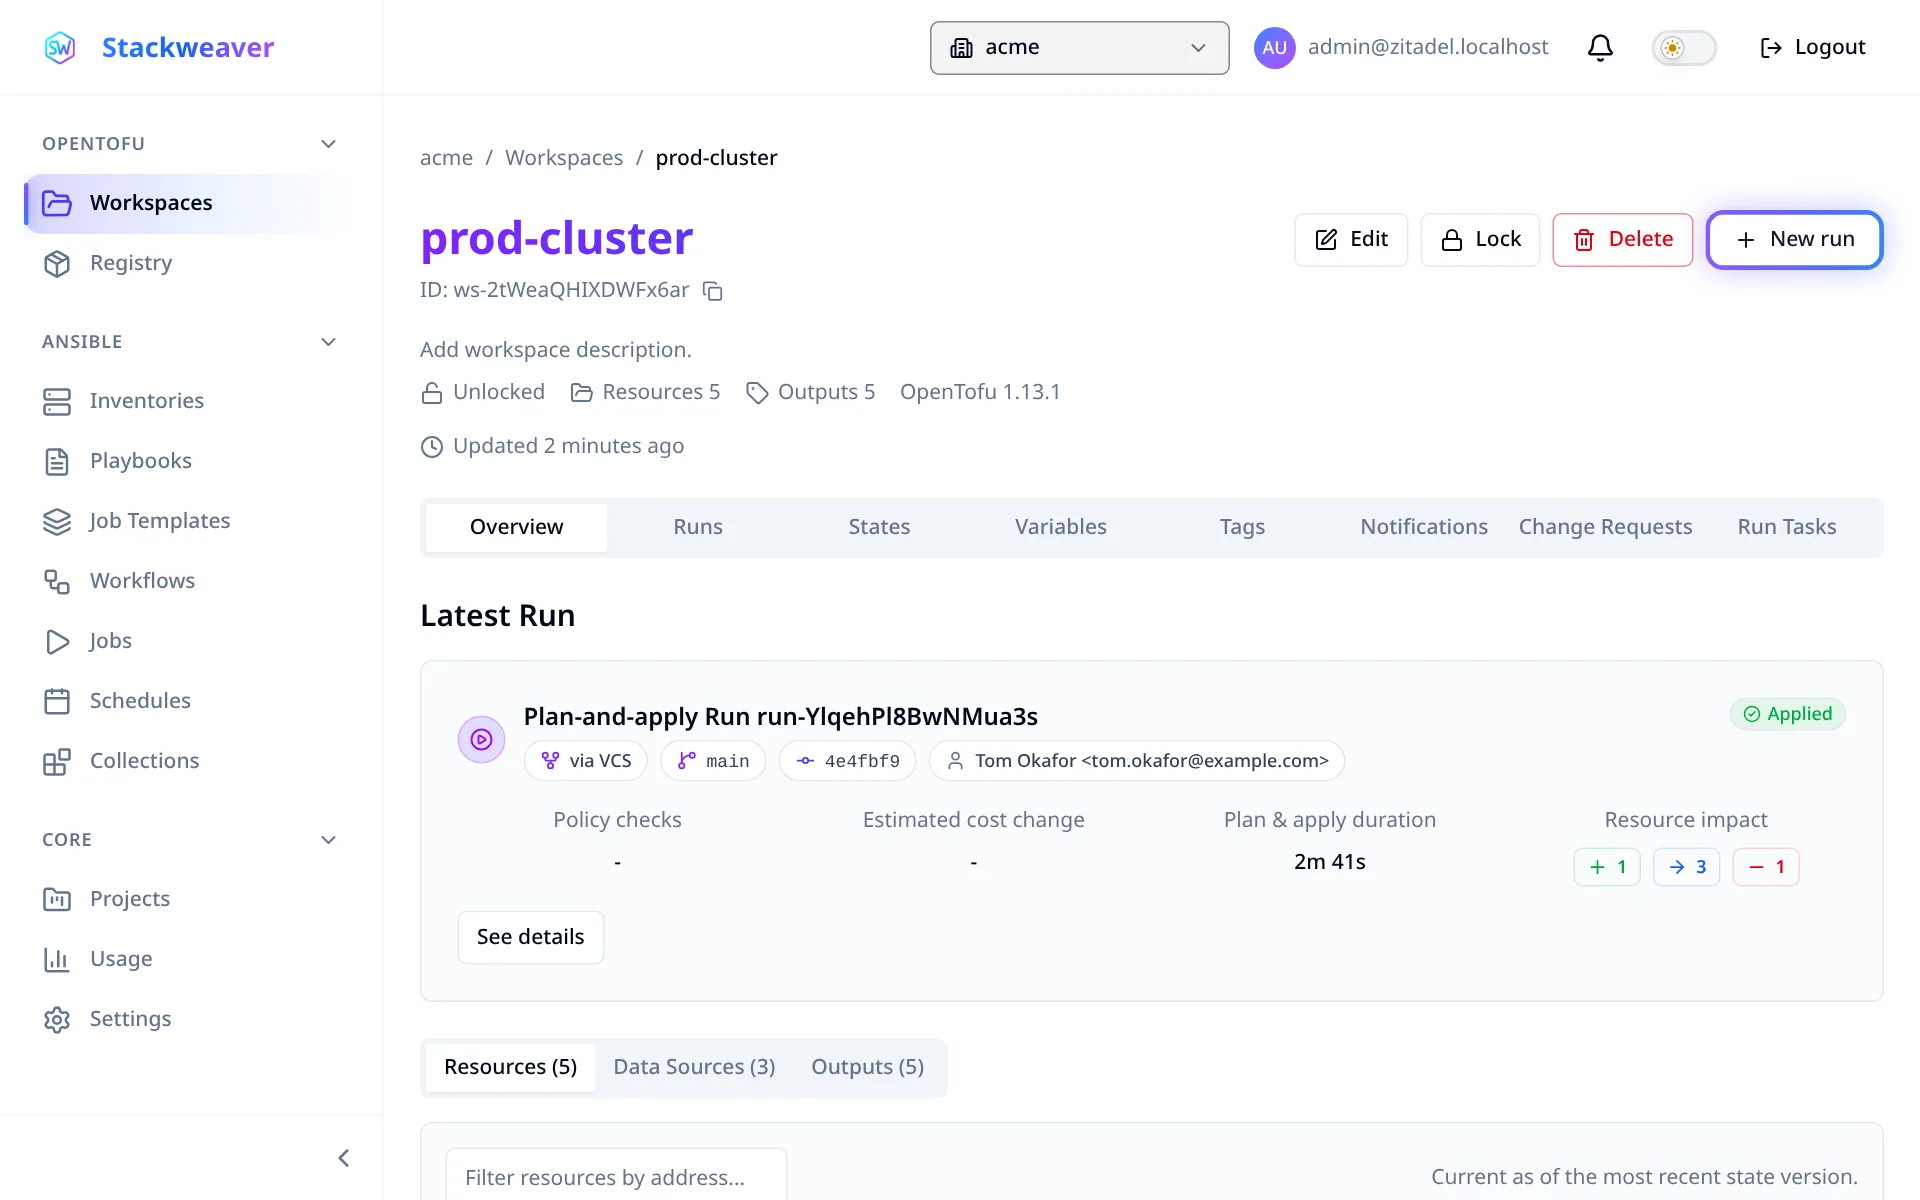 SW Stackweaver
acme
AU admin@zitadel.localhost
Logout
OPENTOFU
Workspaces
Registry
ANSIBLE
Inventories
Playbooks
Job Templates
Workflows
Jobs
Schedules
Collections
CORE
Projects
Usage
Settings
acme / Workspaces / prod-cluster
prod-cluster
Edit
Lock
Delete
New run
ID: ws-2tWeaQHIXDWFx6ar
Add workspace description.
Unlocked Resources 5 Outputs 5 OpenTofu 1.13.1
Updated 2 minutes ago
Overview Runs States Variables Tags Notifications Change Requests Run Tasks
Latest Run
Plan-and-apply Run run-YlqehPl8BwNMua3s
Applied
via VCS main 4e4fbf9 Tom Okafor <tom.okafor@example.com>
Policy checks Estimated cost change Plan & apply duration Resource impact
- - 2m 41s + 1 → 3 − 1
See details
Resources (5) Data Sources (3) Outputs (5)
Filter resources by address...
Current as of the most recent state version.